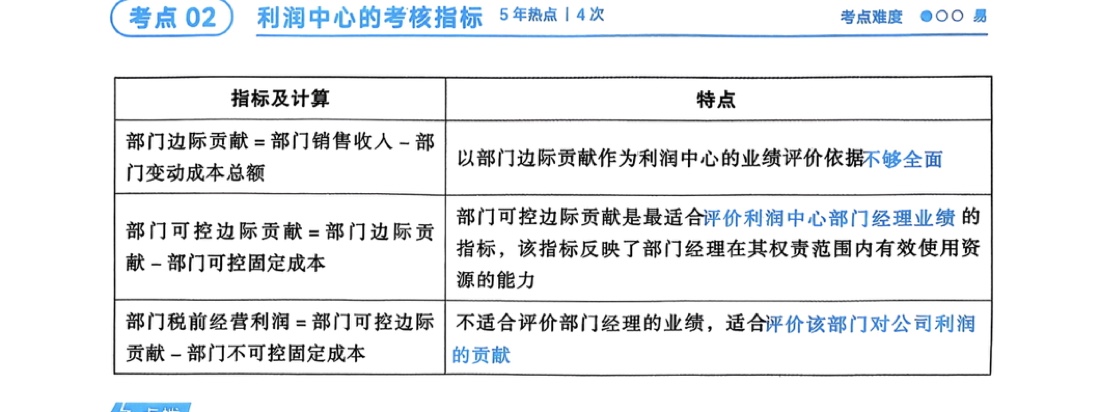 考点 02 利润中心的考核指标 5年热点 | 4次 考点难度 易
指标及计算
特点
部门边际贡献=部门销售收入-部
门变动成本总额
以部门边际贡献作为利润中心的业绩评价依据不够全面
部门可控边际贡献=部门边际贡
献-部门可控固定成本
部门可控边际贡献是最适合评价利润中心部门经理业绩的
指标，该指标反映了部门经理在其权责范围内有效使用资
源的能力
部门税前经营利润=部门可控边际
贡献-部门不可控固定成本
不适合评价部门经理的业绩，适合评价该部门对公司利润
的贡献